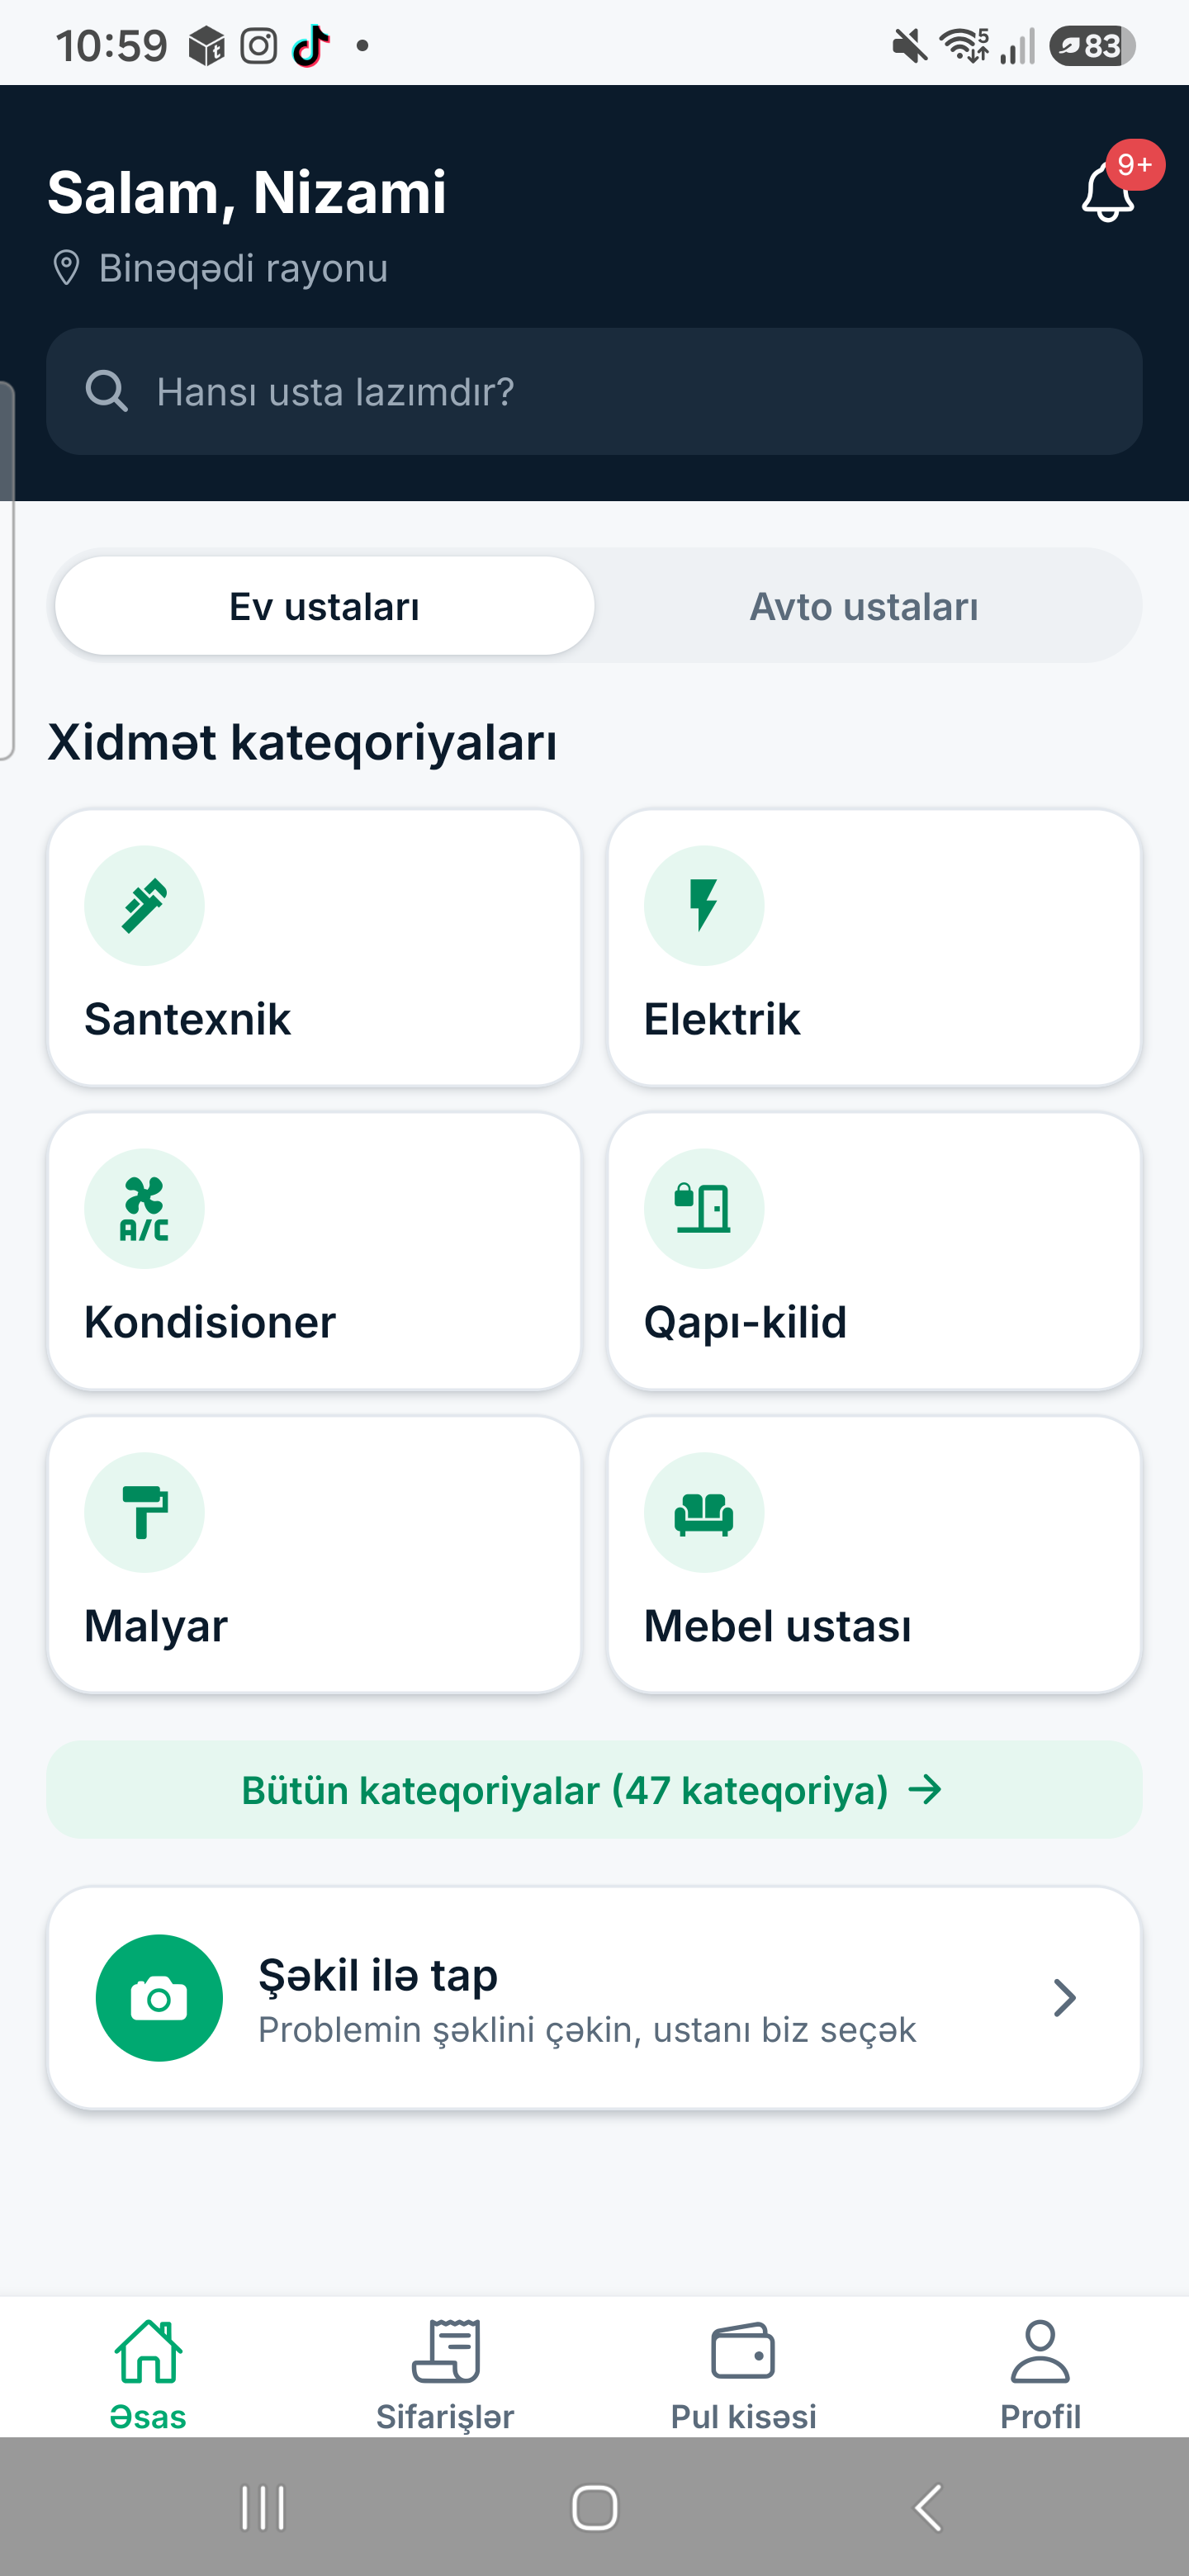 10:59
5
83
Salam, Nizami
9+
Binəqədi rayonu
Hansı usta lazımdır?
Ev ustaları
Avto ustaları
Xidmət kateqoriyaları
Santexnik
Elektrik
A/C
Kondisioner
Qapı-kilid
Malyar
Mebel ustası
Bütün kateqoriyalar (47 kateqoriya) →
Şəkil ilə tap
Problemin şəklini çəkin, ustanı biz seçək
Əsas
Sifarişlər
Pul kisəsi
Profil